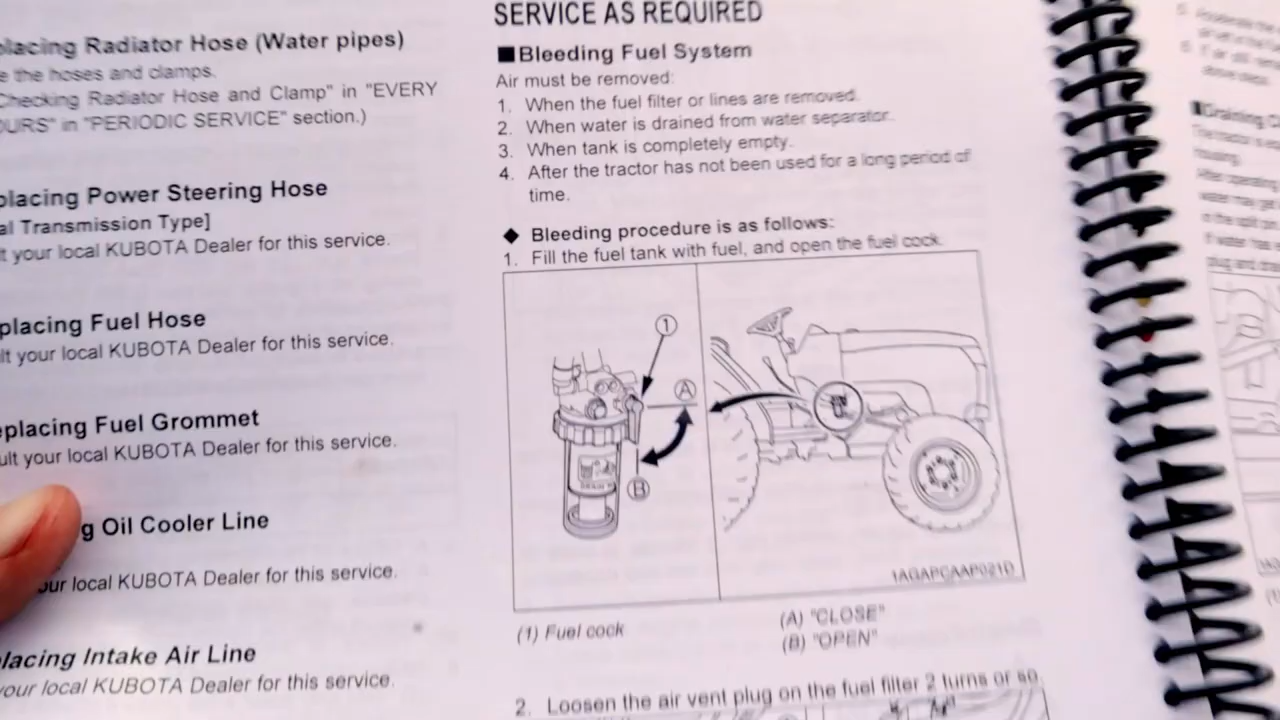 placing Radiator Hose (Water pipes)
e the hoses and clamps.
Checking Radiator Hose and Clamp" in "EVERY
OURS" in "PERIODIC SERVICE" section.)
placing Power Steering Hose
al Transmission Type]
t your local KUBOTA Dealer for this service.
placing Fuel Hose
lt your local KUBOTA Dealer for this service.
eplacing Fuel Grommet
ult your local KUBOTA Dealer for this service.
g Oil Cooler Line
our local KUBOTA Dealer for this service.
lacing Intake Air Line
your local KUBOTA Dealer for this service.
SERVICE AS REQUIRED
■Bleeding Fuel System
Air must be removed:
1. When the fuel filter or lines are removed.
2. When water is drained from water separator.
3. When tank is completely empty.
4. After the tractor has not been used for a long period of
time.
◆ Bleeding procedure is as follows:
1. Fill the fuel tank with fuel, and open the fuel cock.
1
A
B
1AGAPCAAP021D
(1) Fuel cock
(A) "CLOSE"
(B) "OPEN"
2. Loosen the air vent plug on the fuel filter 2 turns or so.
■Draining